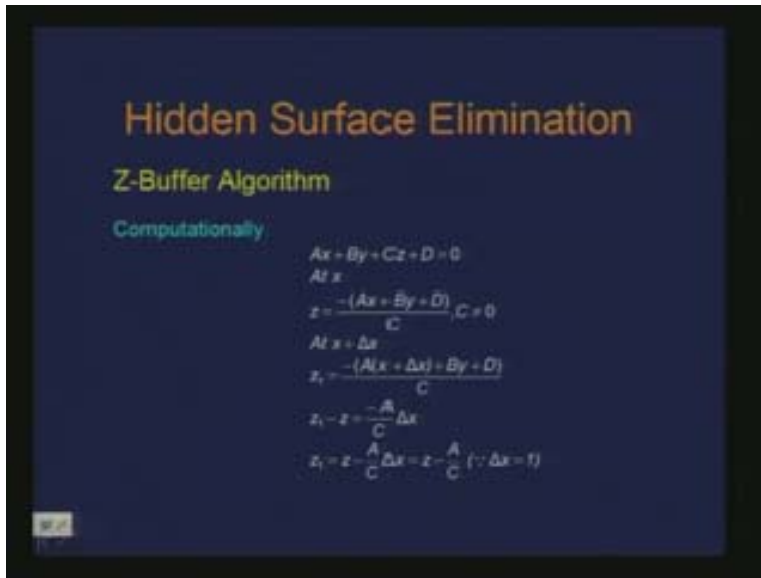 Hidden Surface Elimination
Z-Buffer Algorithm
Computationally
Ax + By + Cz + D = 0
At x
z = -(Ax + By + D) / C, C ≠ 0
At x + Δx
z₁ = -(A(x + Δx) + By + D) / C
z₁ - z = -A / C Δx
z₁ = z - A / C Δx = z - A / C (∵ Δx = 1)